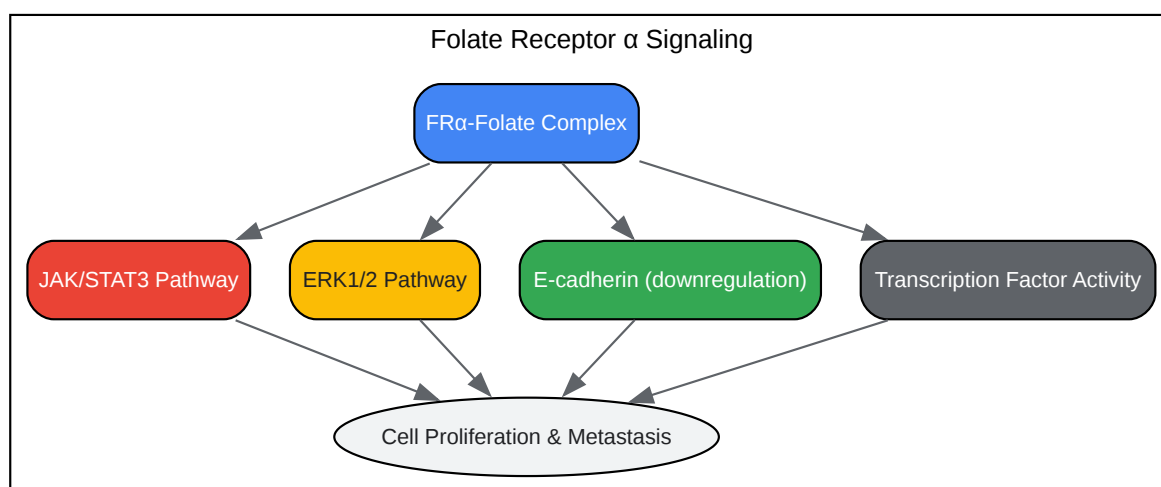 Folate Receptor α Signaling
FRα-Folate Complex
JAK/STAT3 Pathway
ERK1/2 Pathway
E-cadherin (downregulation)
Transcription Factor Activity
Cell Proliferation & Metastasis